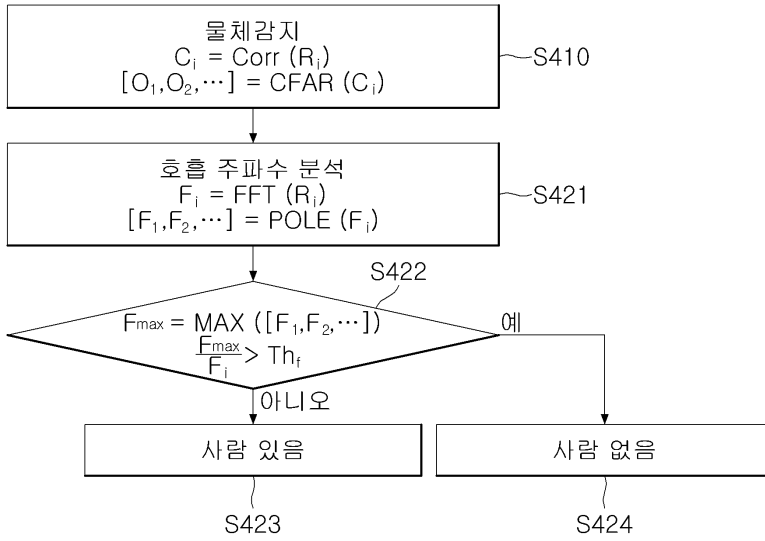 물체감지
Cᵢ = Corr (Rᵢ)
[O₁,O₂,⋯] = CFAR (Cᵢ)
S410
호흡 주파수 분석
Fᵢ = FFT (Rᵢ)
[F₁,F₂,⋯] = POLE (Fᵢ)
S421
S422
Fmax = MAX ([F₁,F₂,⋯])
Fmax/Fᵢ > Th_f
예
아니오
사람 있음
사람 없음
S423
S424